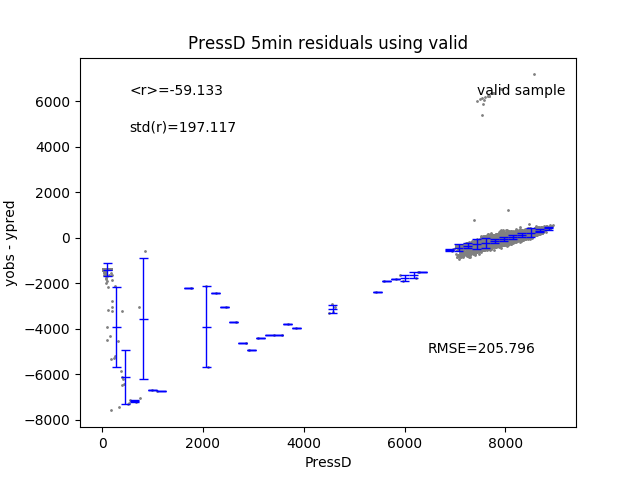 PressD 5min residuals using valid
<r>=-59.133
valid sample
std(r)=197.117
RMSE=205.796
yobs - ypred
6000
4000
2000
0
−2000
−4000
−6000
−8000
0 2000 4000 6000 8000
PressD